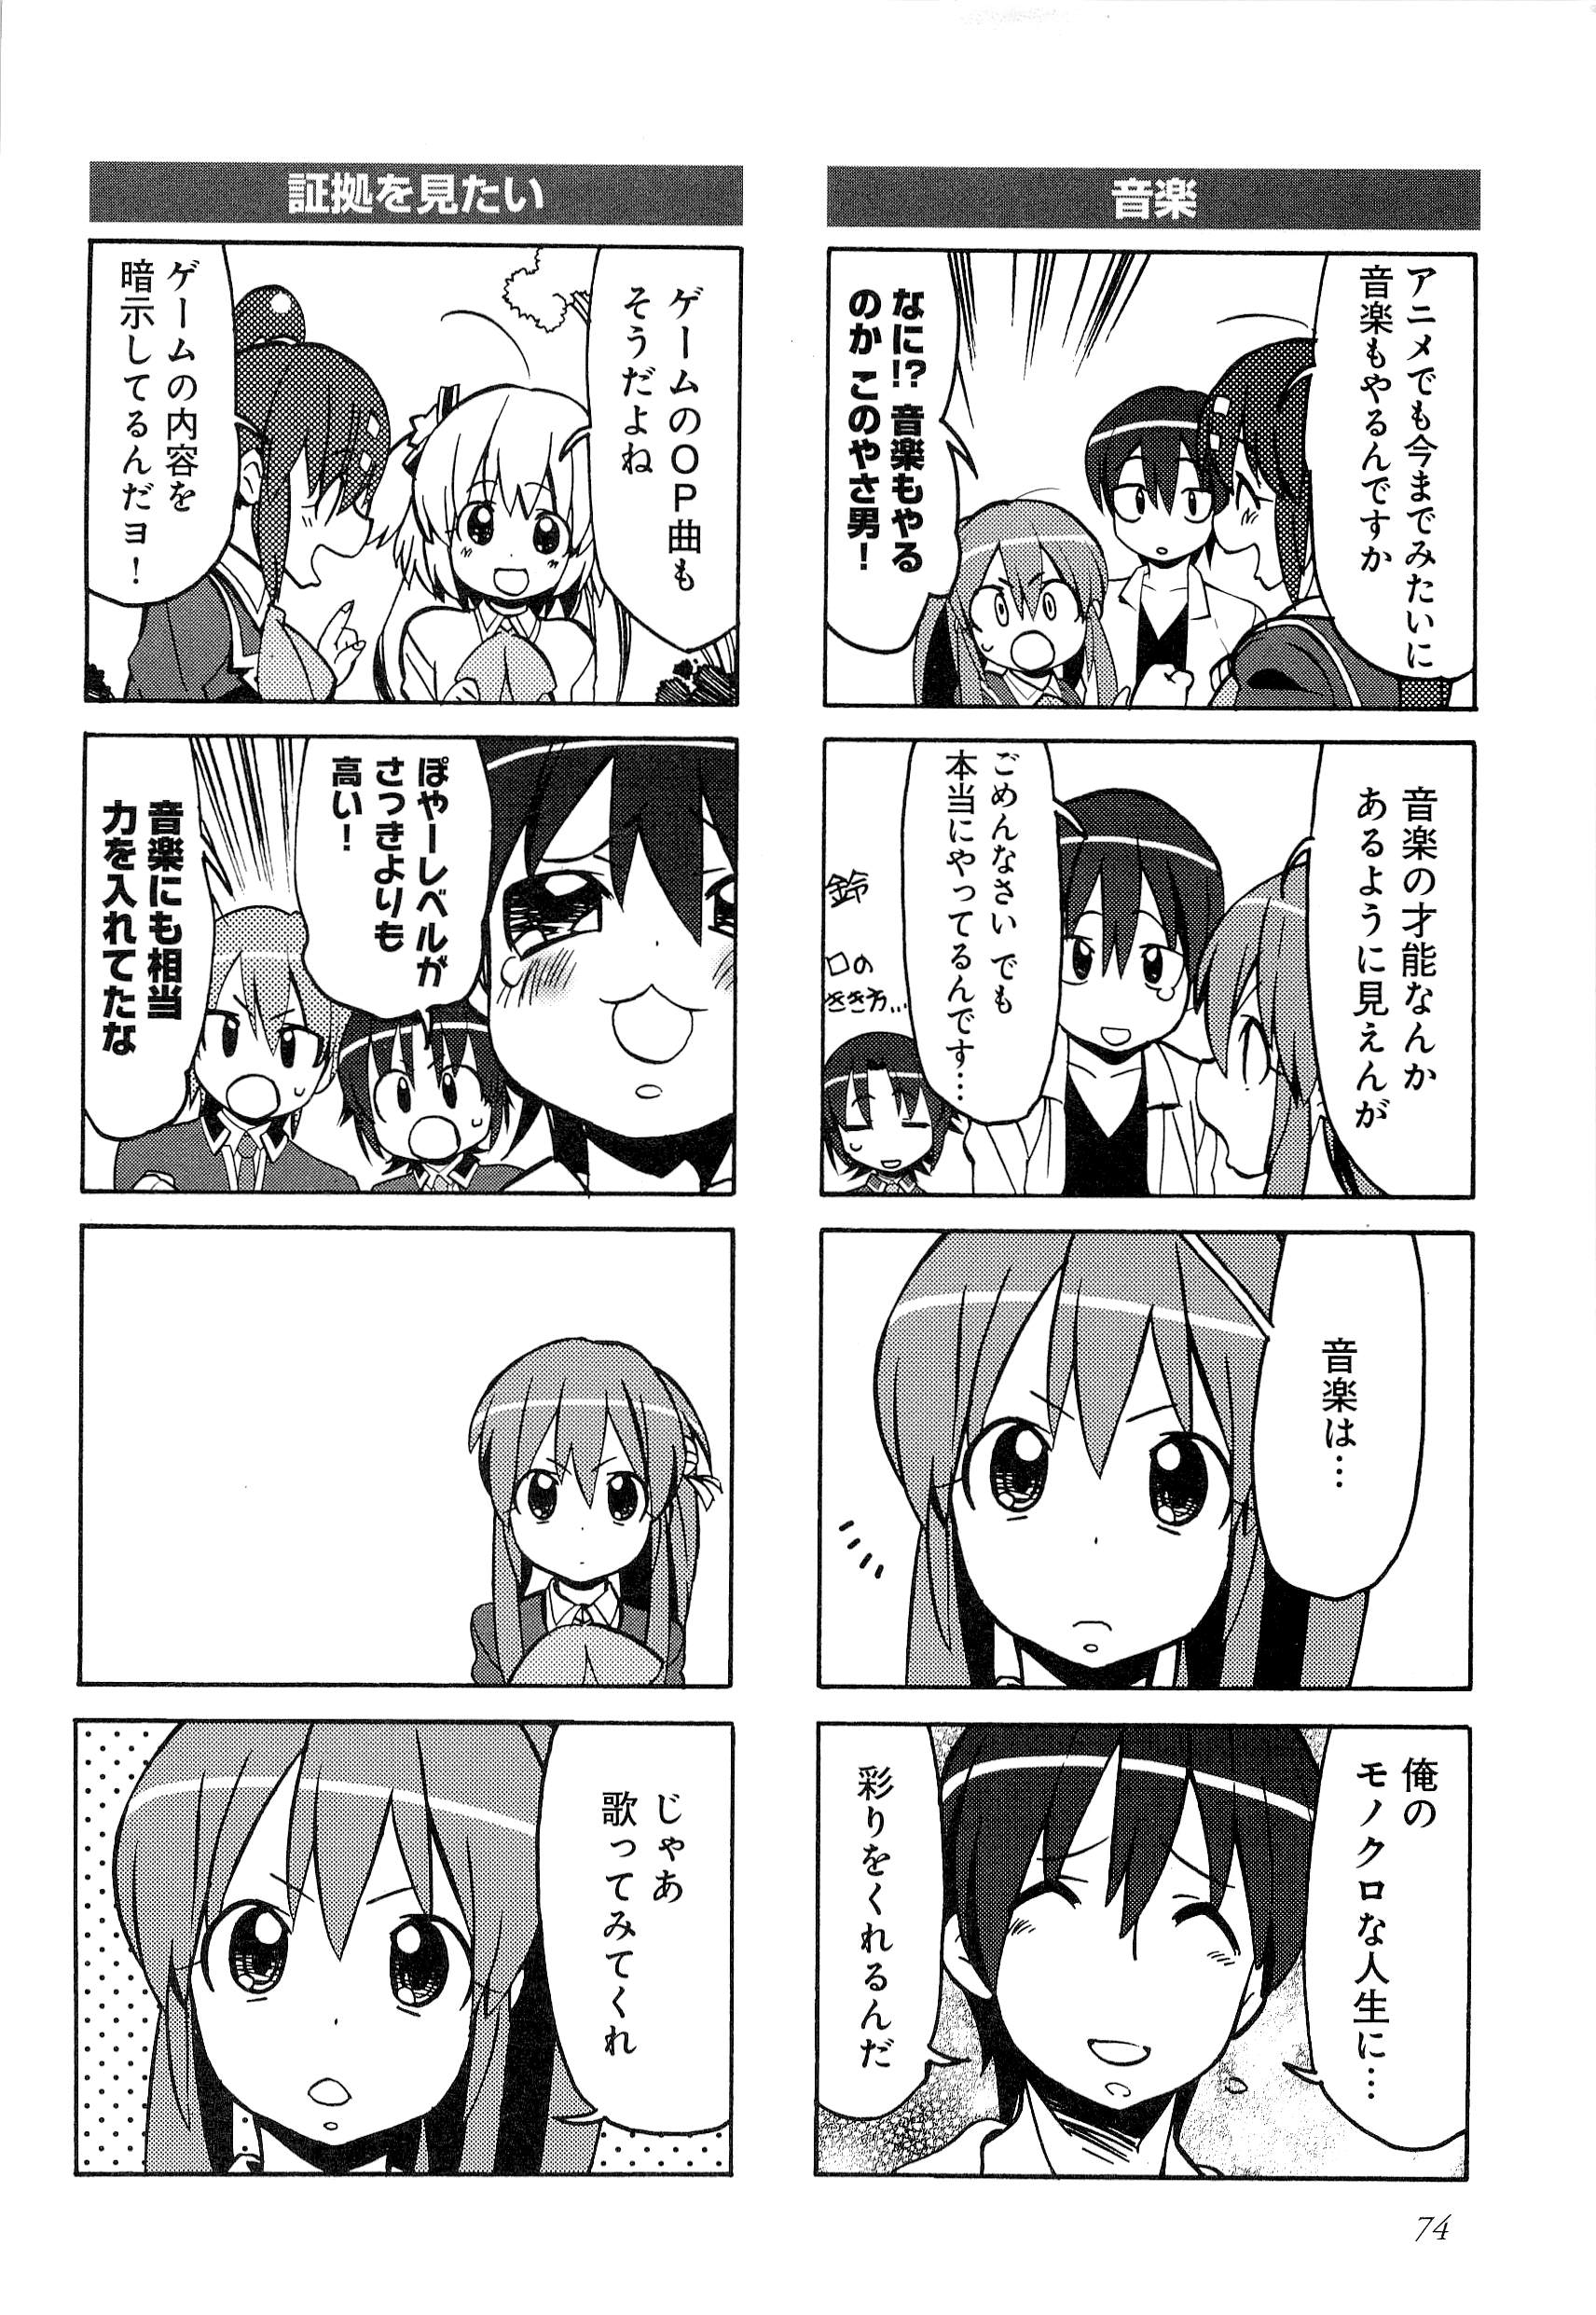 音楽
アニメでも今までみたいに
音楽もやるんですか
なに!? 音楽もやる
のか このやさ男！
音楽の才能なんか
あるように見えんが
ごめんなさい でも
本当にやってるんです…
鈴
口の
きき方…
音楽は…
俺の
モノクロな人生に…
彩りをくれるんだ
証拠を見たい
ゲームのOP曲も
そうだよね
ゲームの内容を
暗示してるんだヨ！
ぽやーレベルが
さっきよりも
高い！
音楽にも相当
力を入れてたな
じゃあ
歌ってみてくれ
74